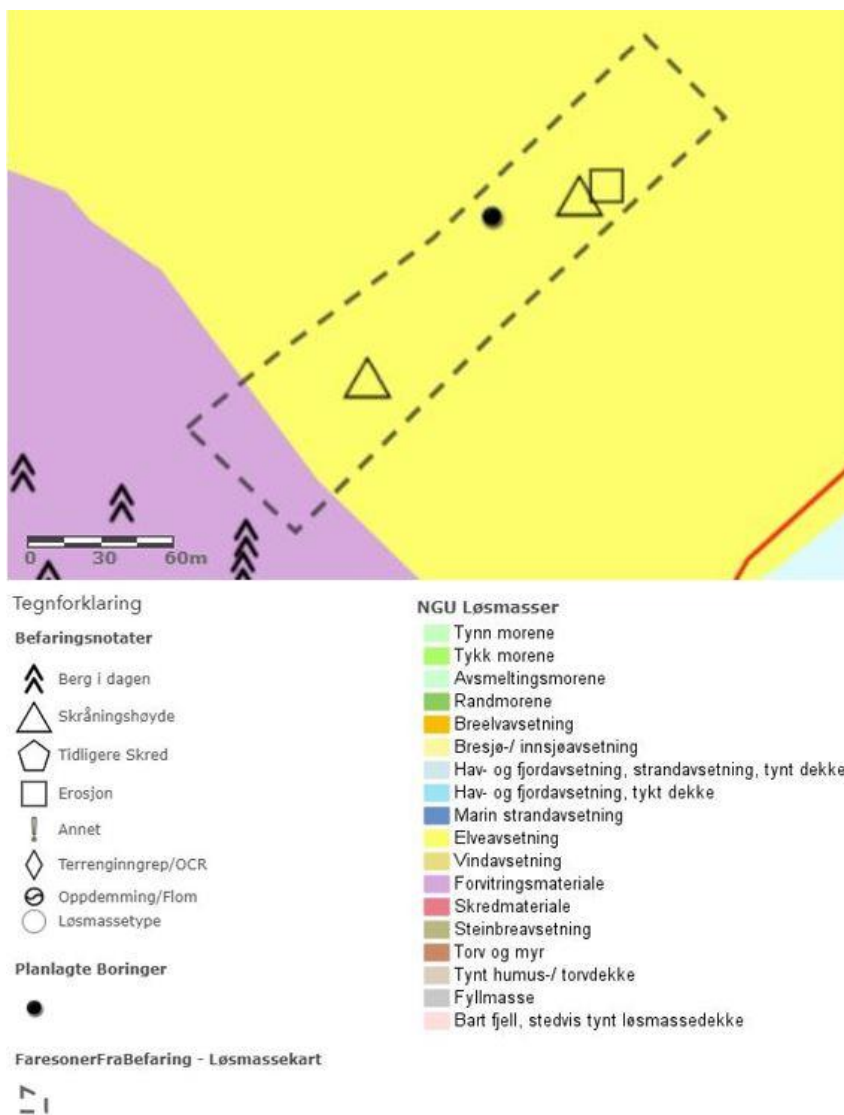 0 30 60m
Tegnforklaring
Befaringsnotater
Berg i dagen
Skråningshøyde
Tidligere Skred
Erosjon
Annet
Terrenginngrep/OCR
Oppdemming/Flom
Løsmassetype
Planlagte Boringer
FaresonerFraBefaring - Løsmassekart
NGU Løsmasser
Tynn morene
Tykk morene
Avsmeltingsmorene
Randmorene
Breelvavsetning
Bresjø-/ innsjøavsetning
Hav- og fjordavsetning, strandavsetning, tynt dekke
Hav- og fjordavsetning, tykt dekke
Marin strandavsetning
Elveavsetning
Vindavsetning
Forvitringsmateriale
Skredmateriale
Steinbreavsetning
Torv og myr
Tynt humus-/ torvdekke
Fyllmasse
Bart fjell, stedvis tynt løsmassedekke